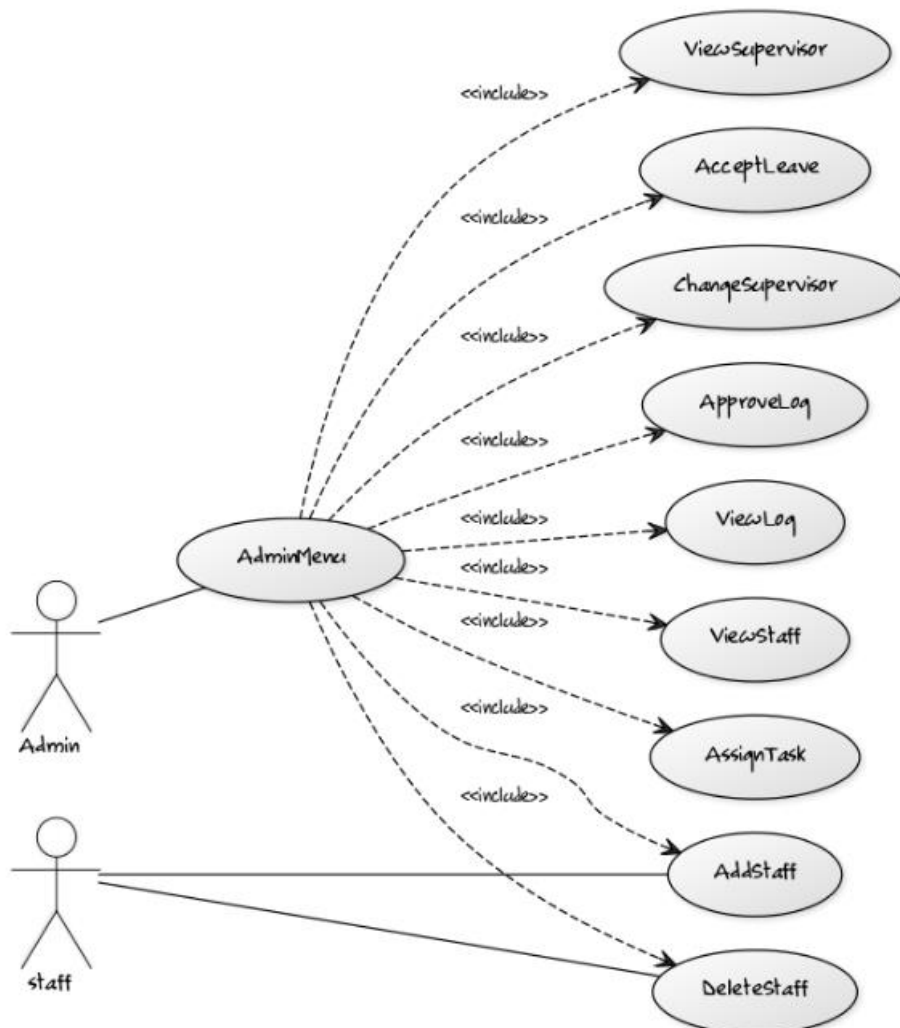 ViewSupervisor
<<include>>
AcceptLeave
<<include>>
ChangeSupervisor
<<include>>
ApproveLog
<<include>>
ViewLog
<<include>>
AdminMenu
<<include>>
ViewStaff
<<include>>
Admin
<<include>>
AssignTask
<<include>>
AddStaff
staff
DeleteStaff